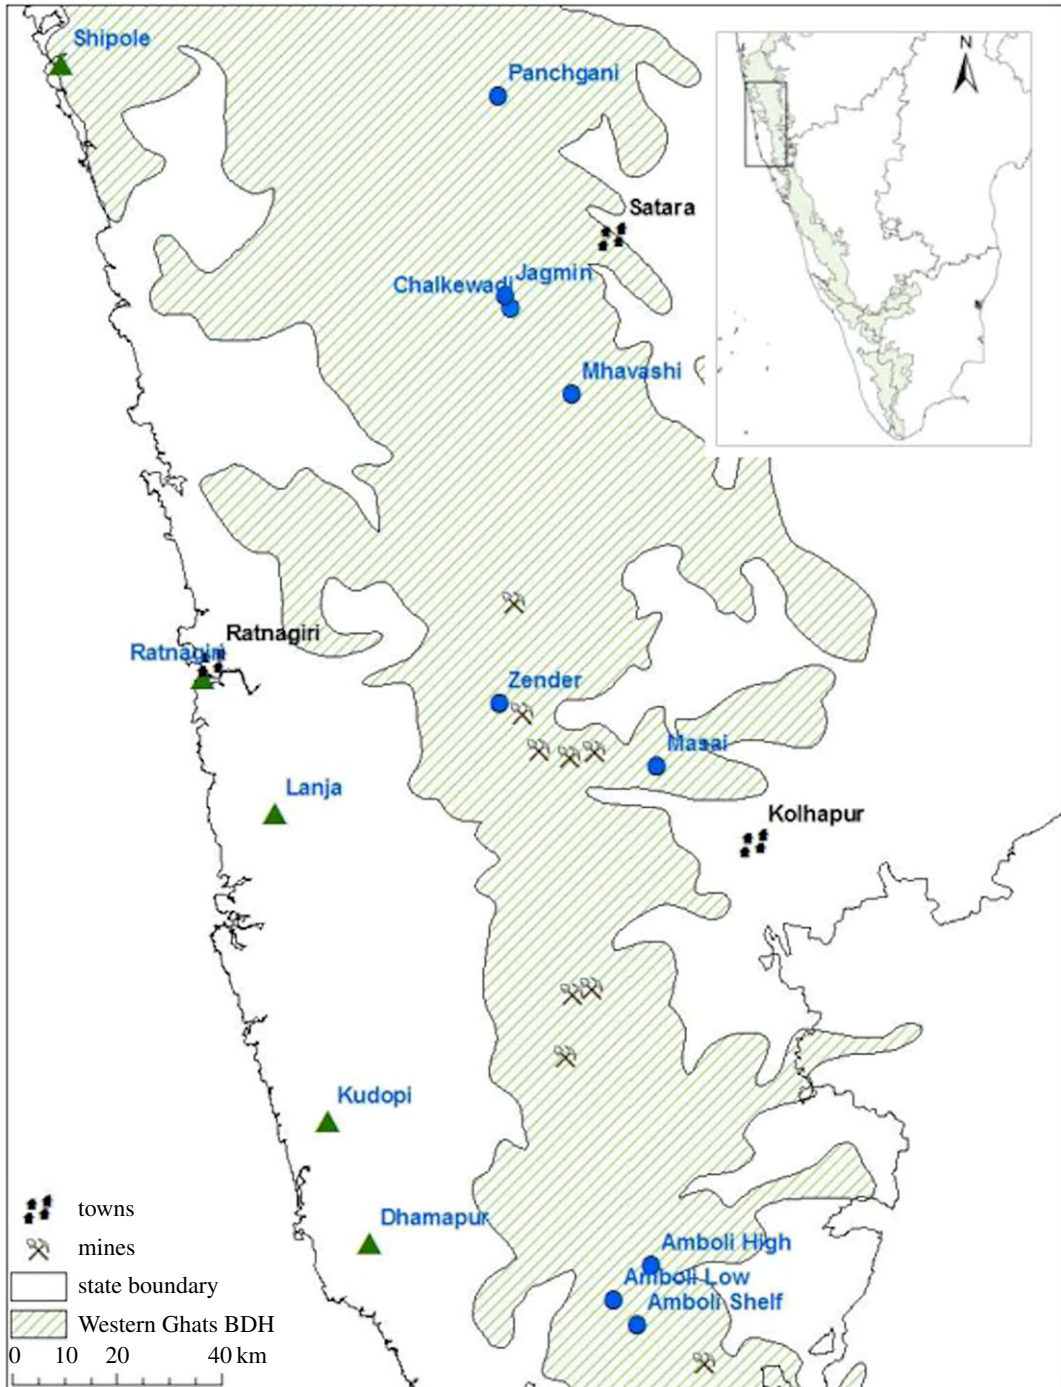 Shipole
Panchgani
N
Satara
Chalkewadi
Jagmin
Mhavashi
Ratnagiri
Ratnagiri
Zender
Masai
Lanja
Kolhapur
Kudopi
Dhamapur
Amboli High
Amboli Low
Amboli Shelf
towns
mines
state boundary
Western Ghats BDH
0 10 20 40 km